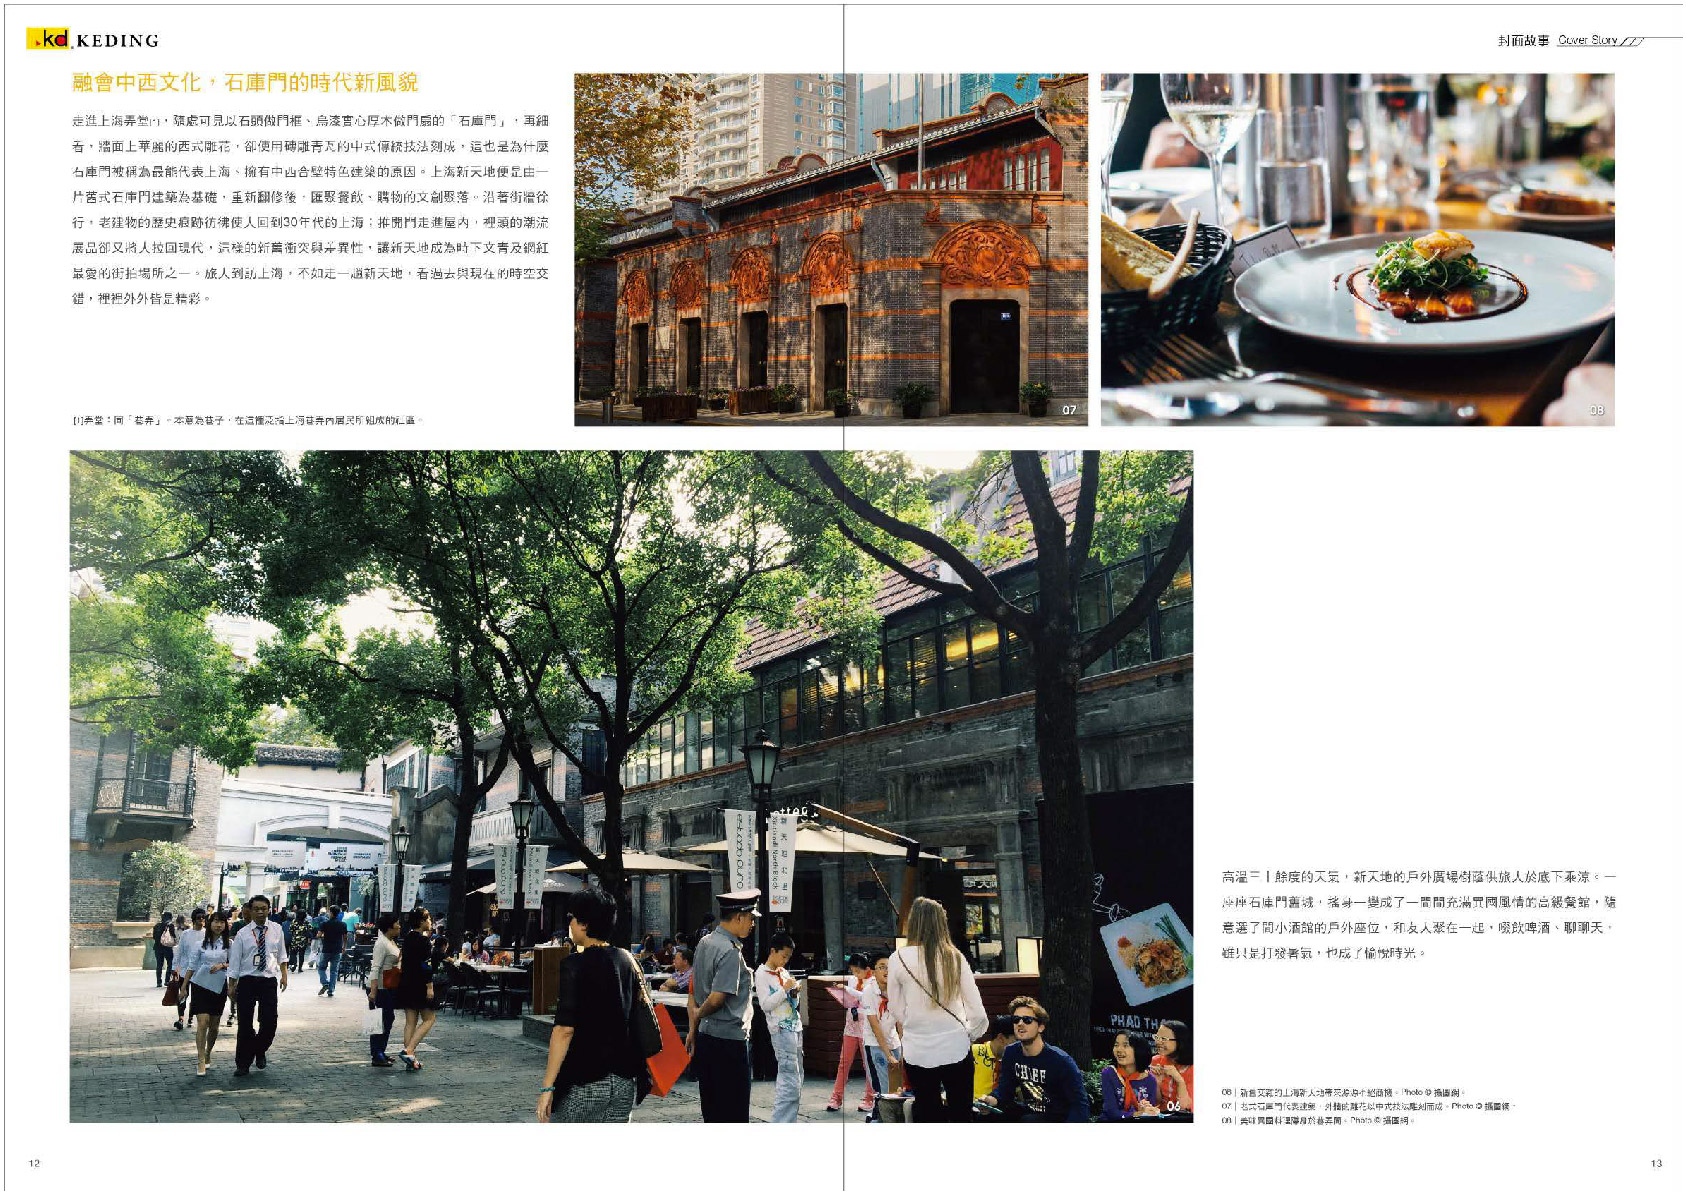 kd KEDING
封面故事 Cover Story
融會中西文化，石庫門的時代新風貌
走進上海弄堂[1]，隨處可見以石頭做門框、烏漆實心厚木做門扇的「石庫門」，再細
看，牆面上華麗的西式雕花，卻使用磚雕青瓦的中式傳統技法刻成，這也是為什麼
石庫門被稱為最能代表上海、擁有中西合璧特色建築的原因。上海新天地便是由一
片舊式石庫門建築為基礎，重新翻修後，匯聚餐飲、購物的文創聚落。沿著街牆徐
行，老建物的歷史痕跡彷彿使人回到30年代的上海；推開門走進屋內，裡頭的潮流
展品卻又將人拉回現代，這樣的新舊衝突與差異性，讓新天地成為時下文青及網紅
最愛的街拍場所之一。旅人到訪上海，不如走一趟新天地，看過去與現在的時空交
錯，裡裡外外皆是精彩。
[1]弄堂：同「巷弄」。本意為巷子，在這裡泛指上海巷弄內居民所組成的社區。
07
08
PHAD THA
CHIEF
06
高溫三十餘度的天氣，新天地的戶外廣場樹蔭供旅人於底下乘涼。一
座座石庫門舊城，搖身一變成了一間間充滿異國風情的高級餐館，隨
意選了間小酒館的戶外座位，和友人聚在一起，啜飲啤酒、聊聊天，
雖只是打發暑氣，也成了愉悅時光。
06｜新舊交融的上海新天地帶來源源不絕商機。Photo © 攝圖網。
07｜老式石庫門代表建築，外牆的雕花以中式技法雕刻而成。Photo © 攝圖網。
08｜美味異國料理隱身於巷弄間。Photo © 攝圖網。
12
13